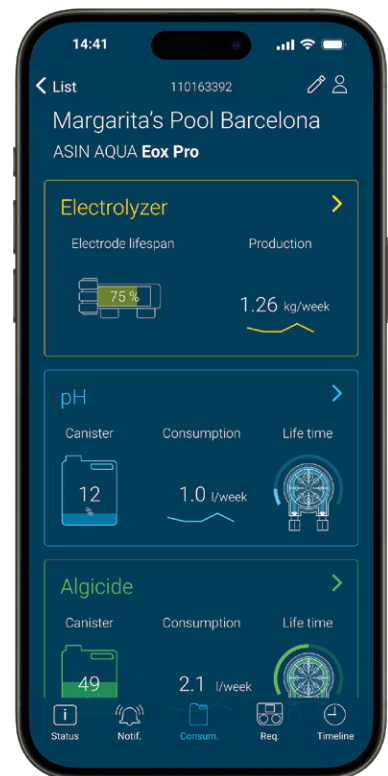 14:41
List
110163392
Margarita's Pool Barcelona
ASIN AQUA Eox Pro
Electrolyzer
Electrode lifespan
Production
75 %
1.26 kg/week
pH
Canister
Consumption
Life time
12
%
1.0 l/week
Algicide
Canister
Consumption
Life time
49
2.1 l/week
Status
Notif.
Consum.
Req.
Timeline